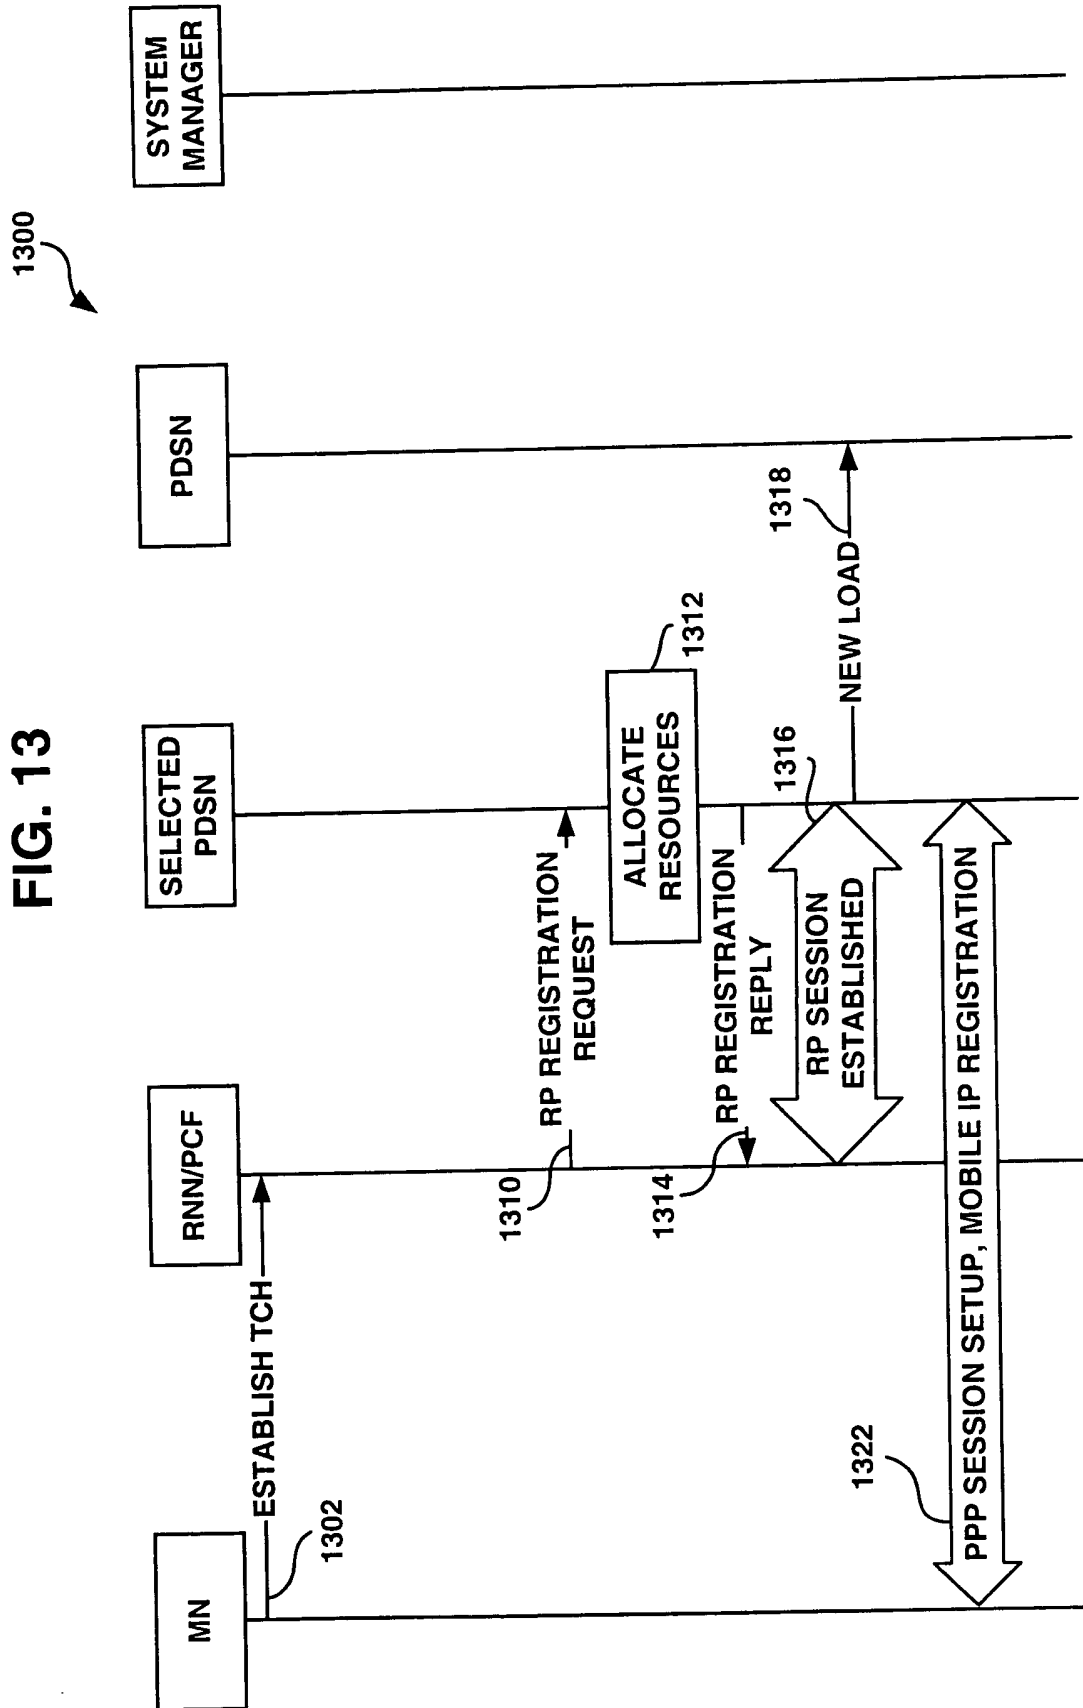 FIG. 13
1300
MN
RNN/PCF
SELECTED
PDSN
PDSN
SYSTEM
MANAGER
ESTABLISH TCH
1302
RP REGISTRATION
REQUEST
1310
ALLOCATE
RESOURCES
1312
RP REGISTRATION
REPLY
1314
RP SESSION
ESTABLISHED
1316
NEW LOAD
1318
PPP SESSION SETUP, MOBILE IP REGISTRATION
1322